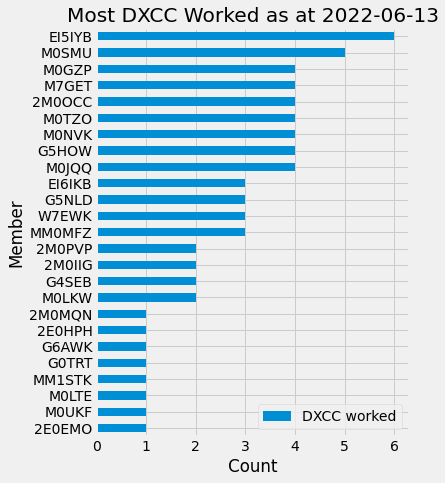 Most DXCC Worked as at 2022-06-13
EI5IYB
M0SMU
M0GZP
M7GET
2M0OCC
M0TZO
M0NVK
G5HOW
M0JQQ
EI6IKB
G5NLD
W7EWK
MM0MFZ
2M0PVP
2M0IIG
G4SEB
M0LKW
2M0MQN
2E0HPH
G6AWK
G0TRT
MM1STK
M0LTE
M0UKF
2E0EMO
Member
DXCC worked
0 1 2 3 4 5 6
Count